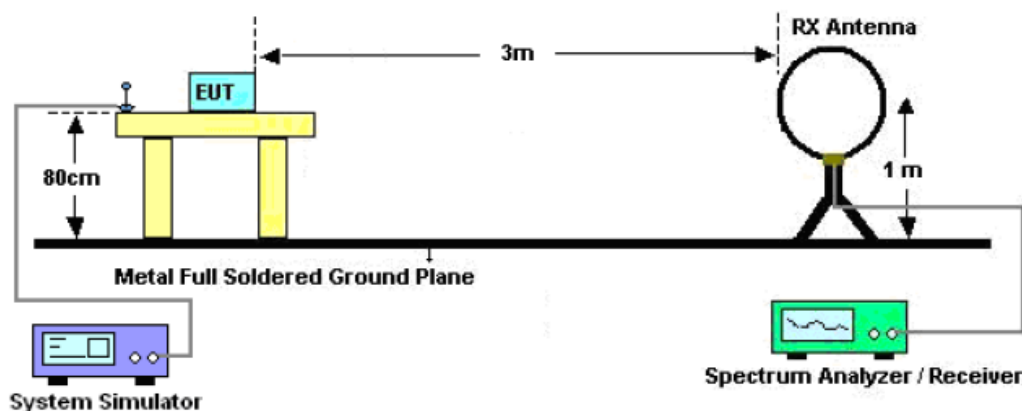 RX Antenna
3m
EUT
80cm
1 m
Metal Full Soldered Ground Plane
System Simulator
Spectrum Analyzer / Receiver